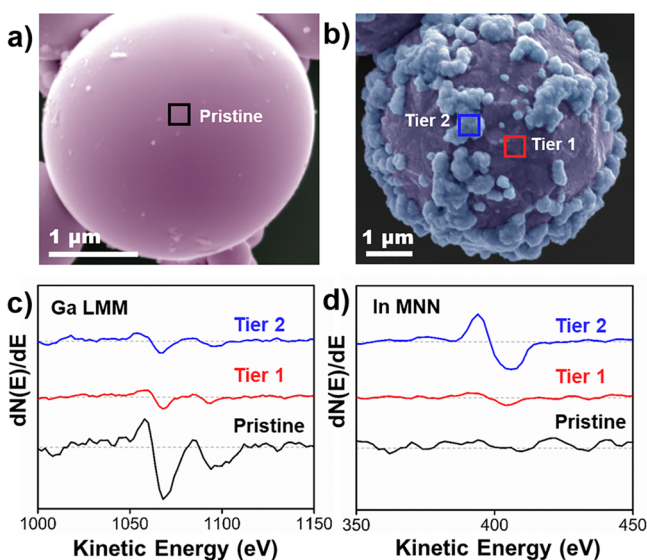 a)
Pristine
1 µm
b)
Tier 2
Tier 1
1 µm
c)
Ga LMM
Tier 2
Tier 1
Pristine
dN(E)/dE
1000 1050 1100 1150
Kinetic Energy (eV)
d)
In MNN
Tier 2
Tier 1
Pristine
dN(E)/dE
350 400 450
Kinetic Energy (eV)